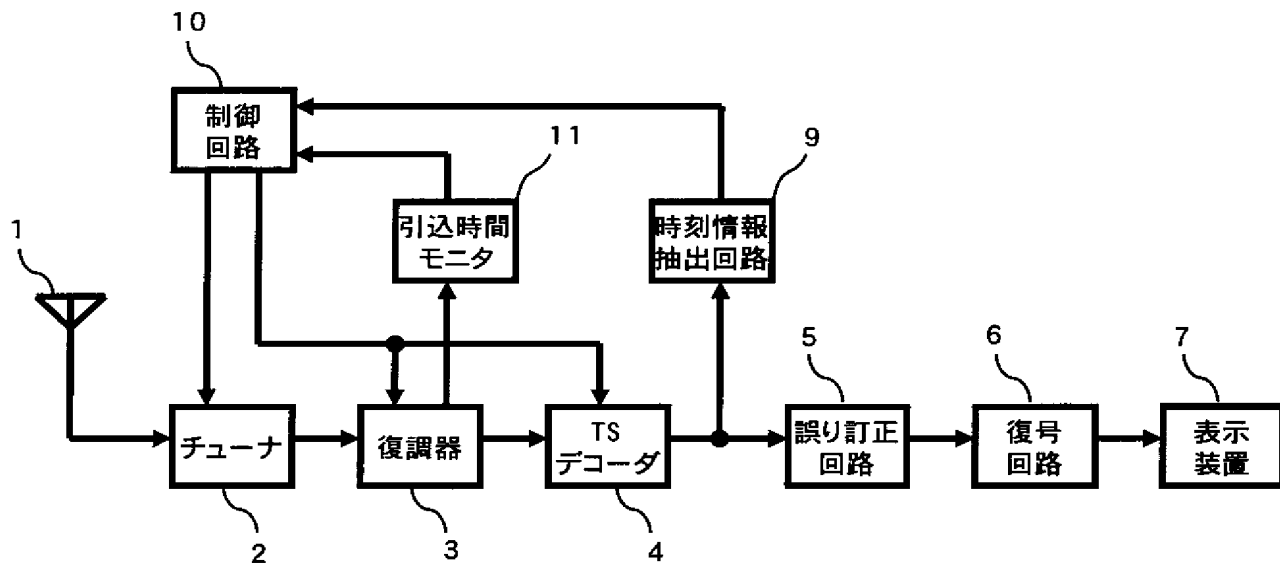 10
制御
回路
11
引込時間
モニタ
9
時刻情報
抽出回路
1
チューナ
2
復調器
3
TS
デコーダ
4
5
誤り訂正
回路
6
復号
回路
7
表示
装置